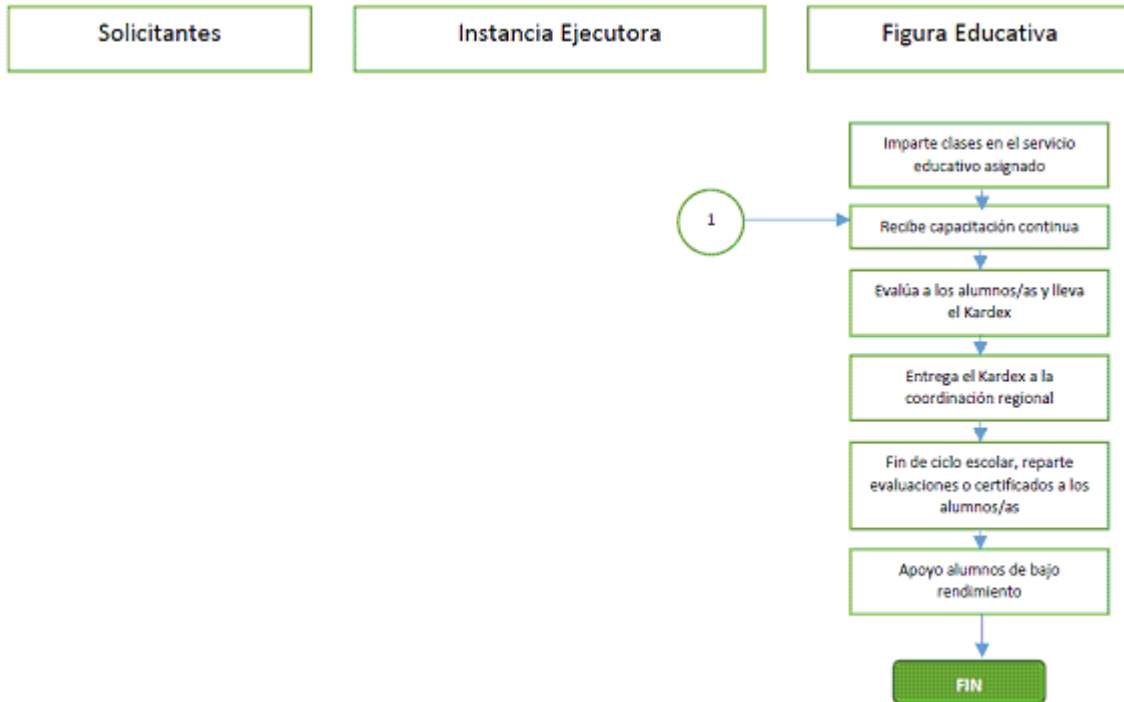 Solicitantes
Instancia Ejecutora
Figura Educativa
Imparte clases en el servicio
educativo asignado
1
Recibe capacitación continua
Evalúa a los alumnos/as y lleva
el Kardex
Entrega el Kardex a la
coordinación regional
Fin de ciclo escolar, reparte
evaluaciones o certificados a los
alumnos/as
Apoyo alumnos de bajo
rendimiento
FIN